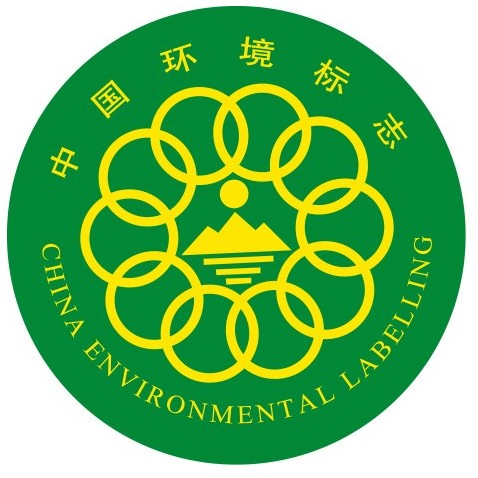 中国环境标志
CHINA ENVIRONMENTAL LABELLING